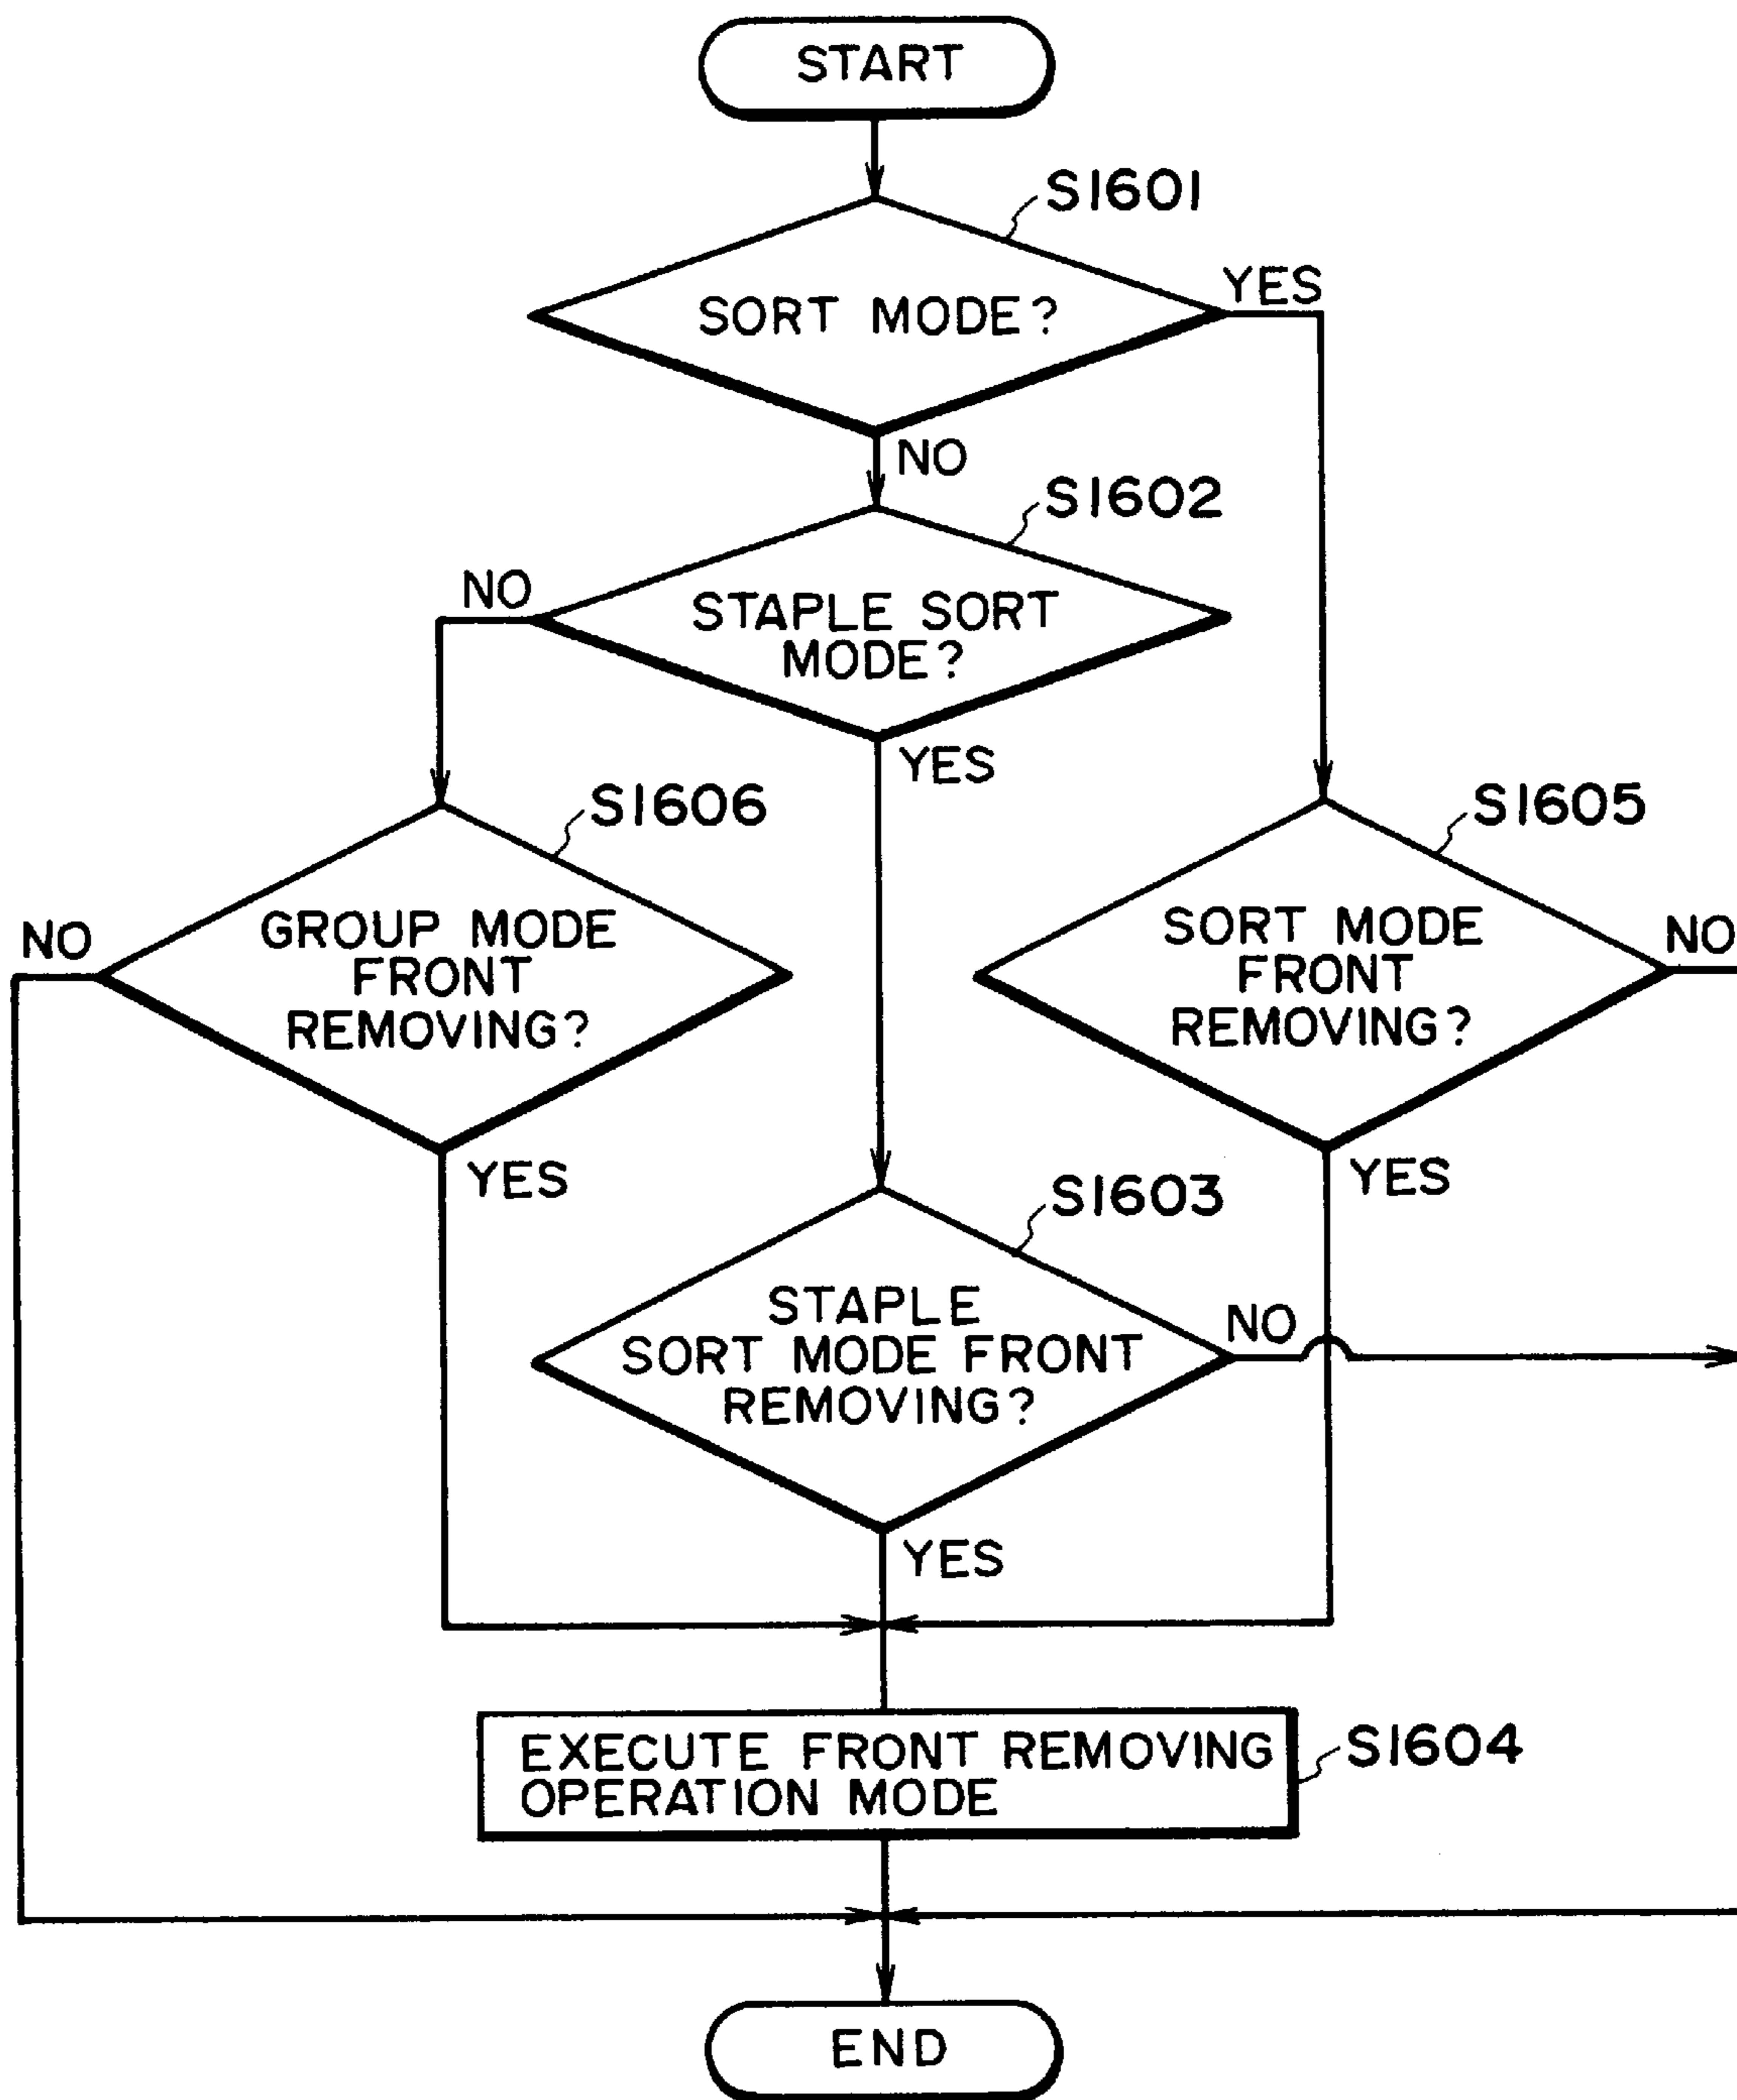 START
S1601
SORT MODE?
YES
NO
S1602
NO
STAPLE SORT
MODE?
YES
S1606
S1605
NO
GROUP MODE
FRONT
REMOVING?
YES
SORT MODE
FRONT
REMOVING?
NO
YES
S1603
STAPLE
SORT MODE FRONT
REMOVING?
NO
YES
EXECUTE FRONT REMOVING
OPERATION MODE
S1604
END